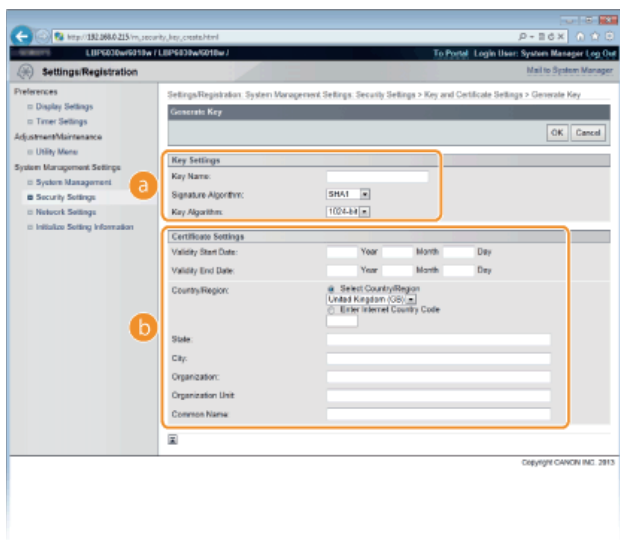 http://192.168.0.215/m_security_key_create.html
LBP6030w/6018w / LBP6030w/6018w /
To Portal Login User: System Manager Log Out
Settings/Registration
Mail to System Manager
Preferences
Display Settings
Timer Settings
Adjustment/Maintenance
Utility Menu
System Management Settings
System Management
Security Settings
Network Settings
Initialize Setting Information
Settings/Registration: System Management Settings: Security Settings > Key and Certificate Settings > Generate Key
Generate Key
OK Cancel
a
Key Settings
Key Name:
Signature Algorithm: SHA1
Key Algorithm: 1024-bit
b
Certificate Settings
Validity Start Date: Year Month Day
Validity End Date: Year Month Day
Country/Region: Select Country/Region
United Kingdom (GB)
Enter Internet Country Code
State:
City:
Organization:
Organization Unit:
Common Name:
Copyright CANON INC. 2013